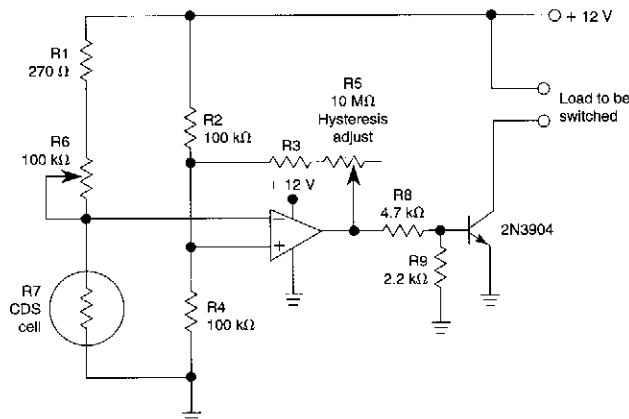 + 12 V
R1
270 Ω
R5
10 MΩ
Hysteresis
adjust
Load to be
switched
R2
100 kΩ
R3
R6
100 kΩ
+ 12 V
R8
4.7 kΩ
2N3904
−
+
R9
2.2 kΩ
R7
CDS
cell
R4
100 kΩ